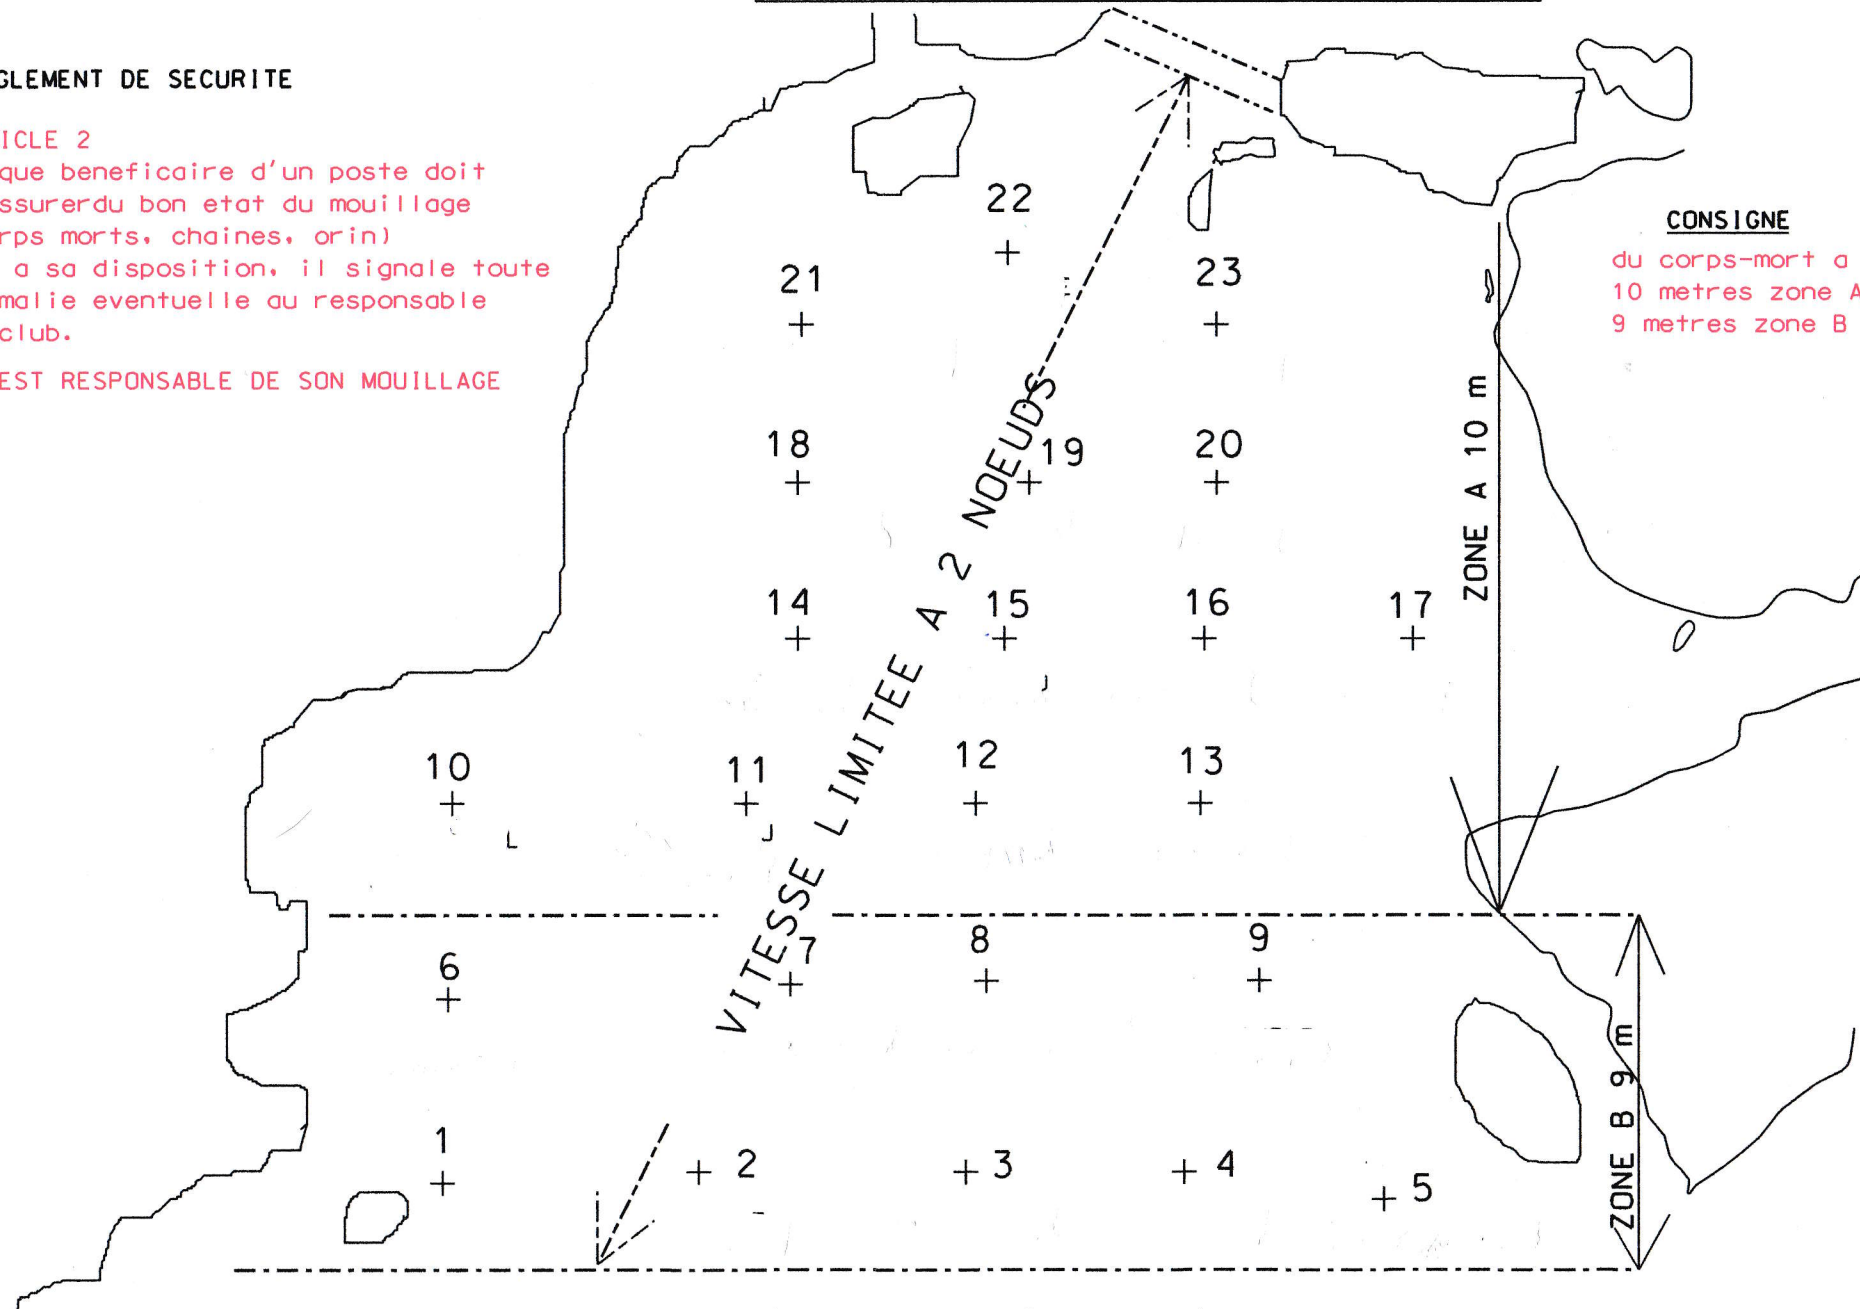 GLEMENT DE SECURITE
ICLE 2
que beneficaire d'un poste doit
ssurerdu bon etat du mouillage
rps morts, chaines, orin)
a sa disposition, il signale toute
malie eventuelle au responsable
club.
EST RESPONSABLE DE SON MOUILLAGE
CONSIGNE
du corps-mort a
10 metres zone A
9 metres zone B
22
21
23
18
19
20
14
15
16
17
10
11
12
13
6
7
8
9
1
2
3
4
5
VITESSE LIMITEE A 2 NOEUDS
ZONE A 10 m
ZONE B 9 m